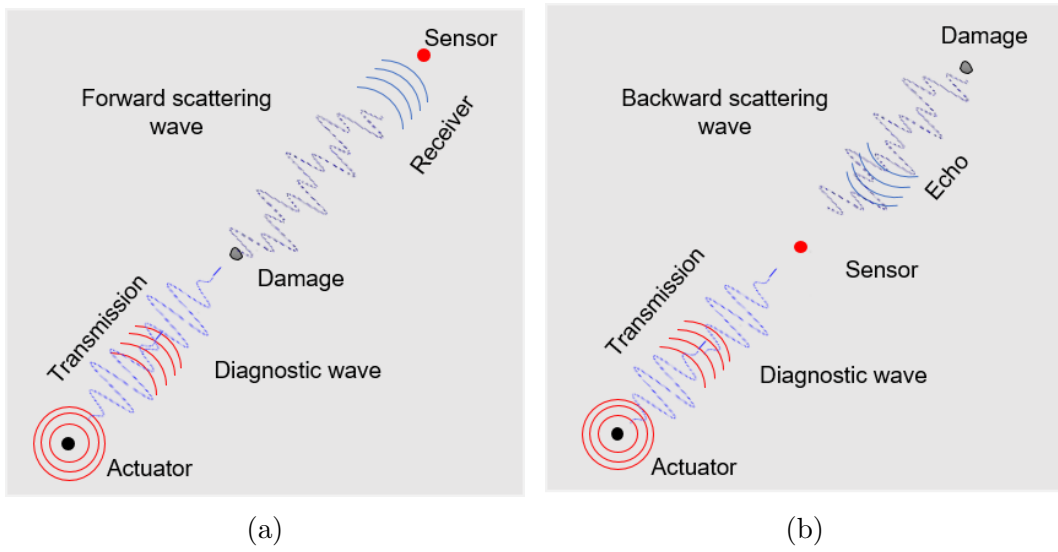 Sensor
Forward scattering
wave
Receiver
Damage
Transmission
Diagnostic wave
Actuator
(a)
Damage
Backward scattering
wave
Echo
Sensor
Transmission
Diagnostic wave
Actuator
(b)